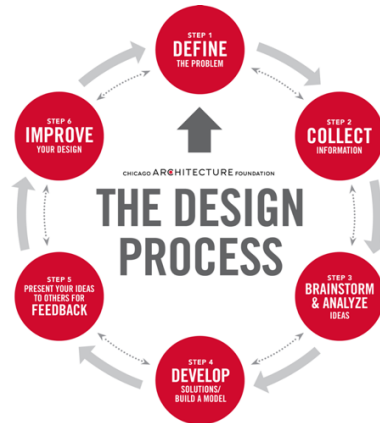 STEP 1
DEFINE
THE PROBLEM
STEP 2
COLLECT
INFORMATION
STEP 3
BRAINSTORM
& ANALYZE
IDEAS
STEP 4
DEVELOP
SOLUTIONS/
BUILD A MODEL
STEP 5
PRESENT YOUR IDEAS
TO OTHERS FOR
FEEDBACK
STEP 6
IMPROVE
YOUR DESIGN
CHICAGO ARCHITECTURE FOUNDATION
THE DESIGN
PROCESS